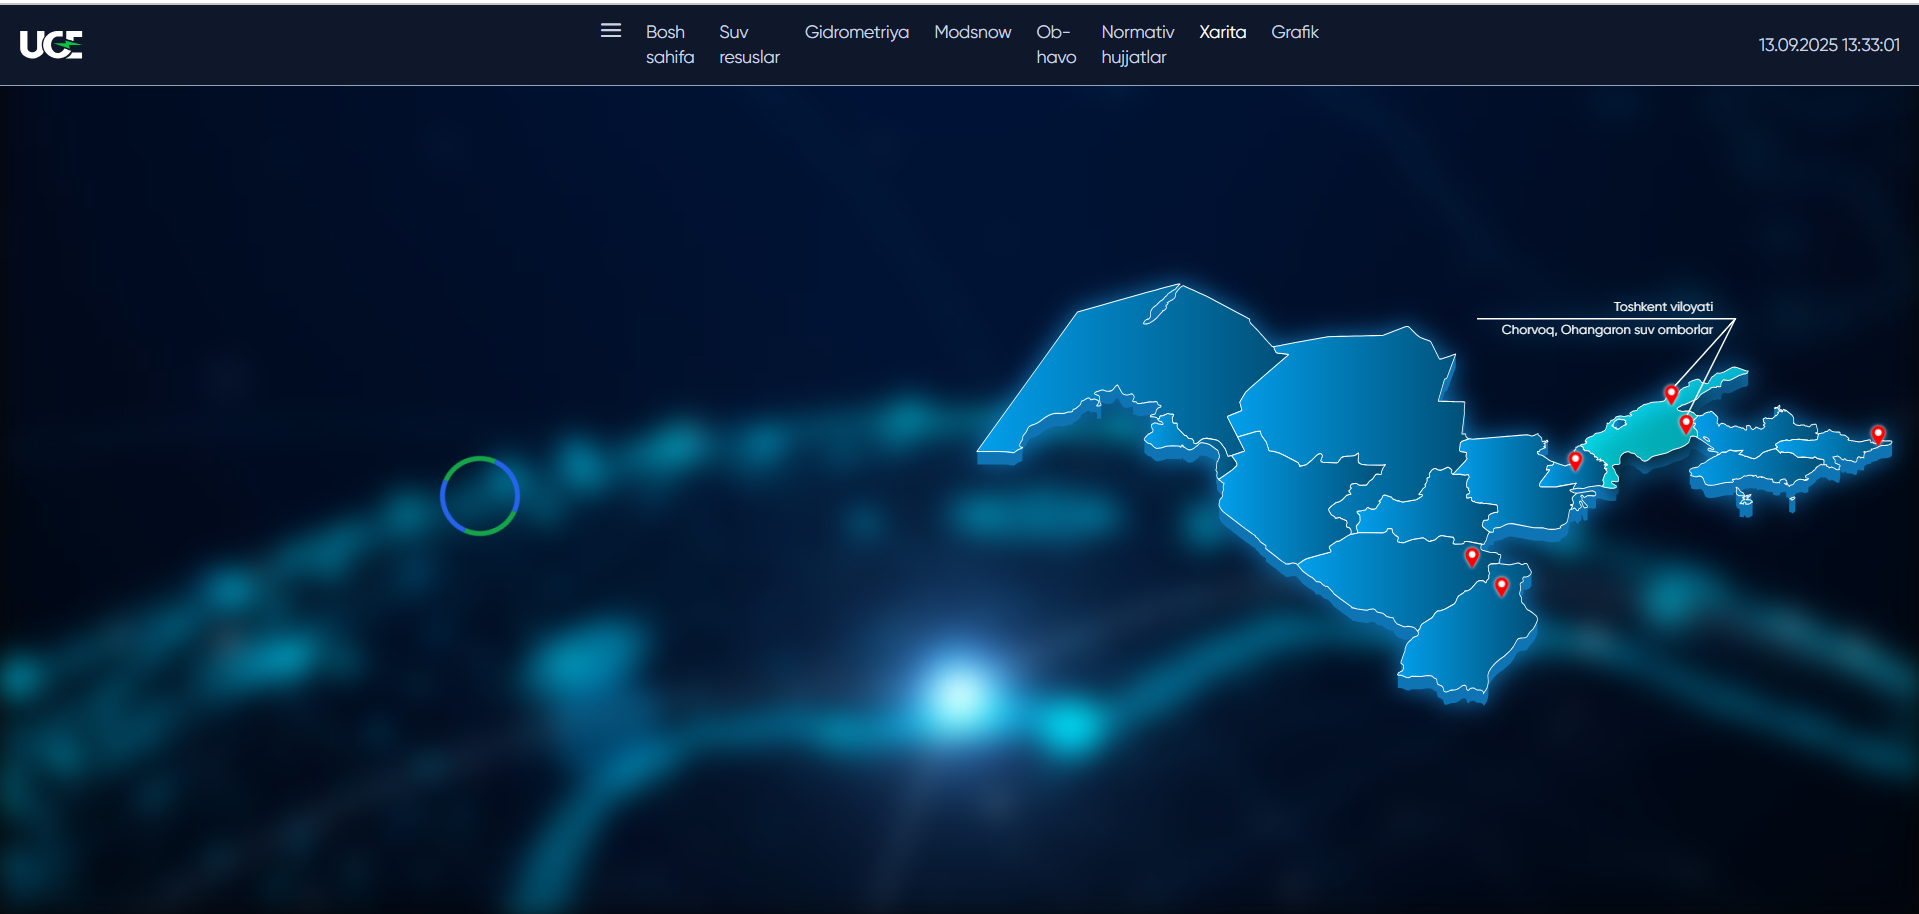 UCE
Bosh sahifa
Suv resuslar
Gidrometriya
Modsnow
Ob-havo
Normativ hujjatlar
Xarita
Grafik
13.09.2025 13:33:01
Toshkent viloyati
Chorvoq, Ohangaron suv omborlar